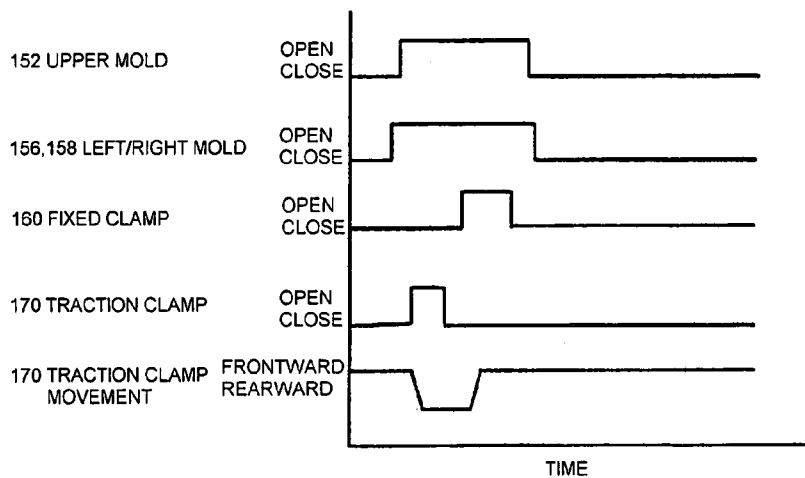 152 UPPER MOLD
OPEN
CLOSE
156,158 LEFT/RIGHT MOLD
OPEN
CLOSE
160 FIXED CLAMP
OPEN
CLOSE
170 TRACTION CLAMP
OPEN
CLOSE
170 TRACTION CLAMP
MOVEMENT
FRONTWARD
REARWARD
TIME